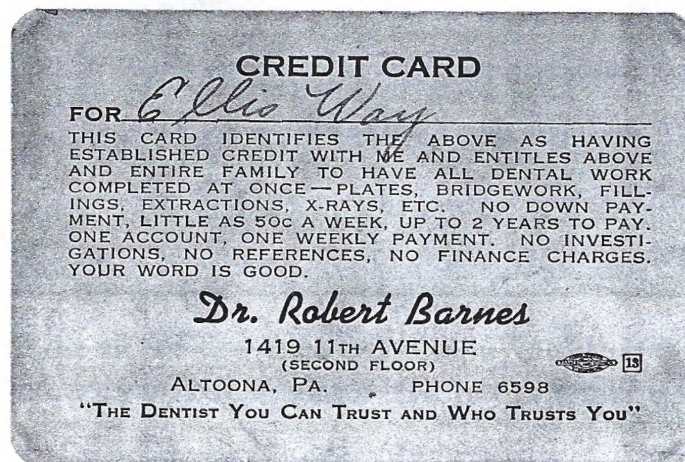 CREDIT CARD
FOR Ellis Way
THIS CARD IDENTIFIES THE ABOVE AS HAVING
ESTABLISHED CREDIT WITH ME AND ENTITLES ABOVE
AND ENTIRE FAMILY TO HAVE ALL DENTAL WORK
COMPLETED AT ONCE — PLATES, BRIDGEWORK, FILL-
INGS, EXTRACTIONS, X-RAYS, ETC. NO DOWN PAY-
MENT, LITTLE AS 50c A WEEK, UP TO 2 YEARS TO PAY.
ONE ACCOUNT, ONE WEEKLY PAYMENT. NO INVESTI-
GATIONS, NO REFERENCES, NO FINANCE CHARGES.
YOUR WORD IS GOOD.
Dr. Robert Barnes
1419 11TH AVENUE
(SECOND FLOOR)
13
ALTOONA, PA. PHONE 6598
"THE DENTIST YOU CAN TRUST AND WHO TRUSTS YOU"